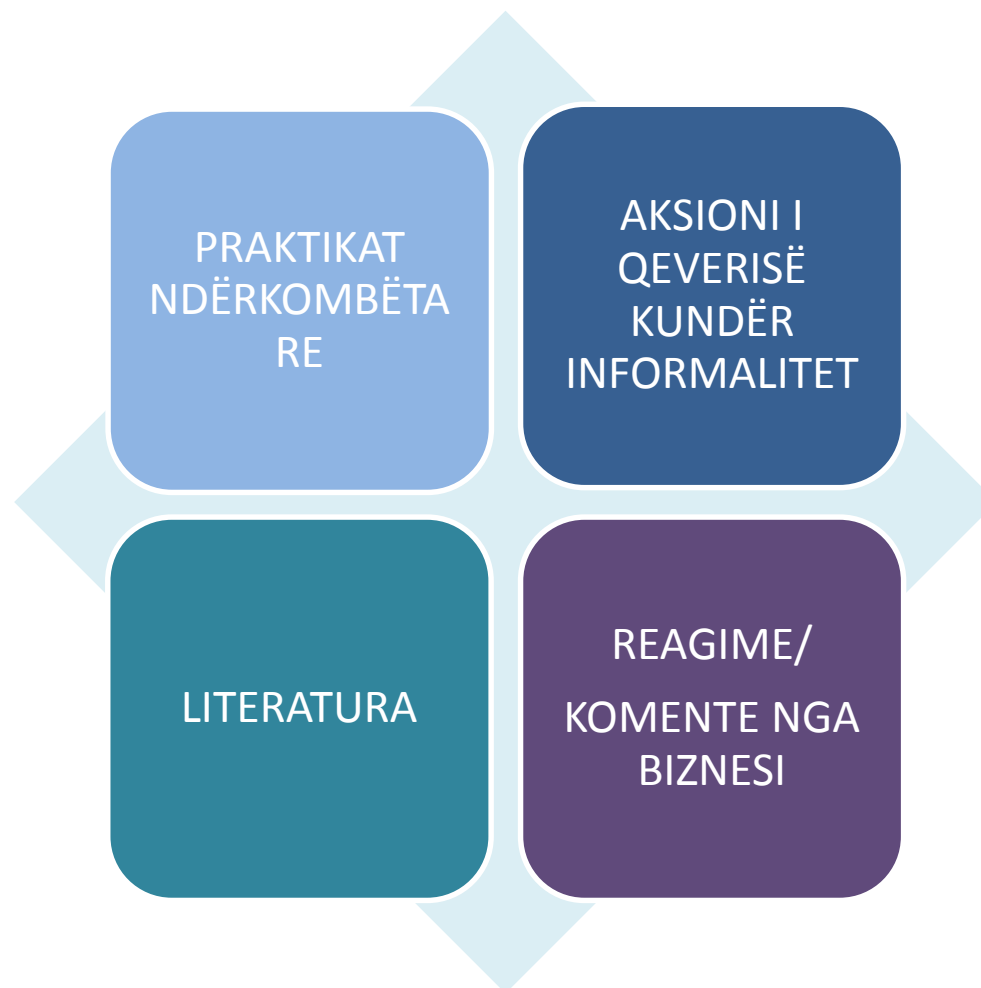 PRAKTIKAT
NDËRKOMBËTA
RE
AKSIONI I
QEVERISË
KUNDËR
INFORMALITET
LITERATURA
REAGIME/
KOMENTE NGA
BIZNESI